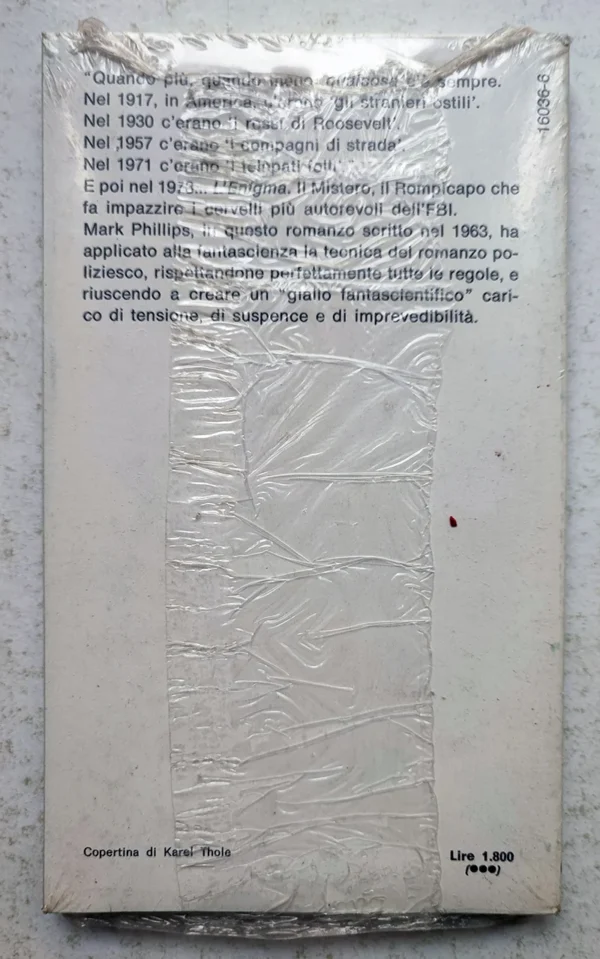 "Quando più, quando meno, qualcosa c'è sempre.
Nel 1917, in America, c'erano 'gli stranieri ostili'.
Nel 1930 c'erano 'i rossi di Roosevelt'.
Nel 1957 c'erano 'i compagni di strada'.
Nel 1971 c'erano 'i telepati folli'."
E poi nel 1973... L'Enigma, Il Mistero, il Rompicapo che
fa impazzire i cervelli più autorevoli dell'FBI.
Mark Phillips, in questo romanzo scritto nel 1963, ha
applicato alla fantascienza la tecnica del romanzo po-
liziesco, rispettandone perfettamente tutte le regole, e
riuscendo a creare un "giallo fantascientifico" cari-
co di tensione, di suspence e di imprevedibilità.
16036-6
Copertina di Karel Thole
Lire 1.800
(●●●)